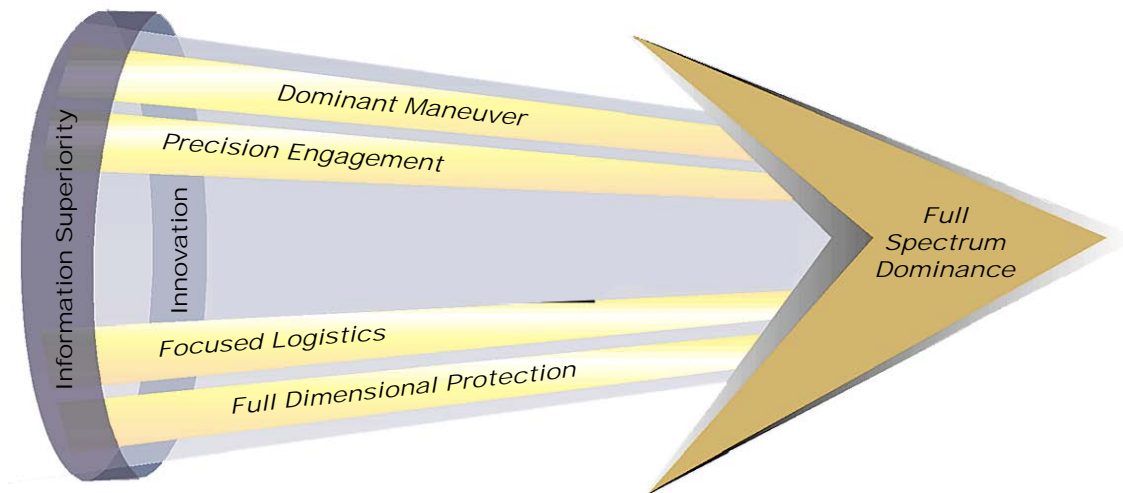 Information Superiority
Innovation
Dominant Maneuver
Precision Engagement
Focused Logistics
Full Dimensional Protection
Full
Spectrum
Dominance